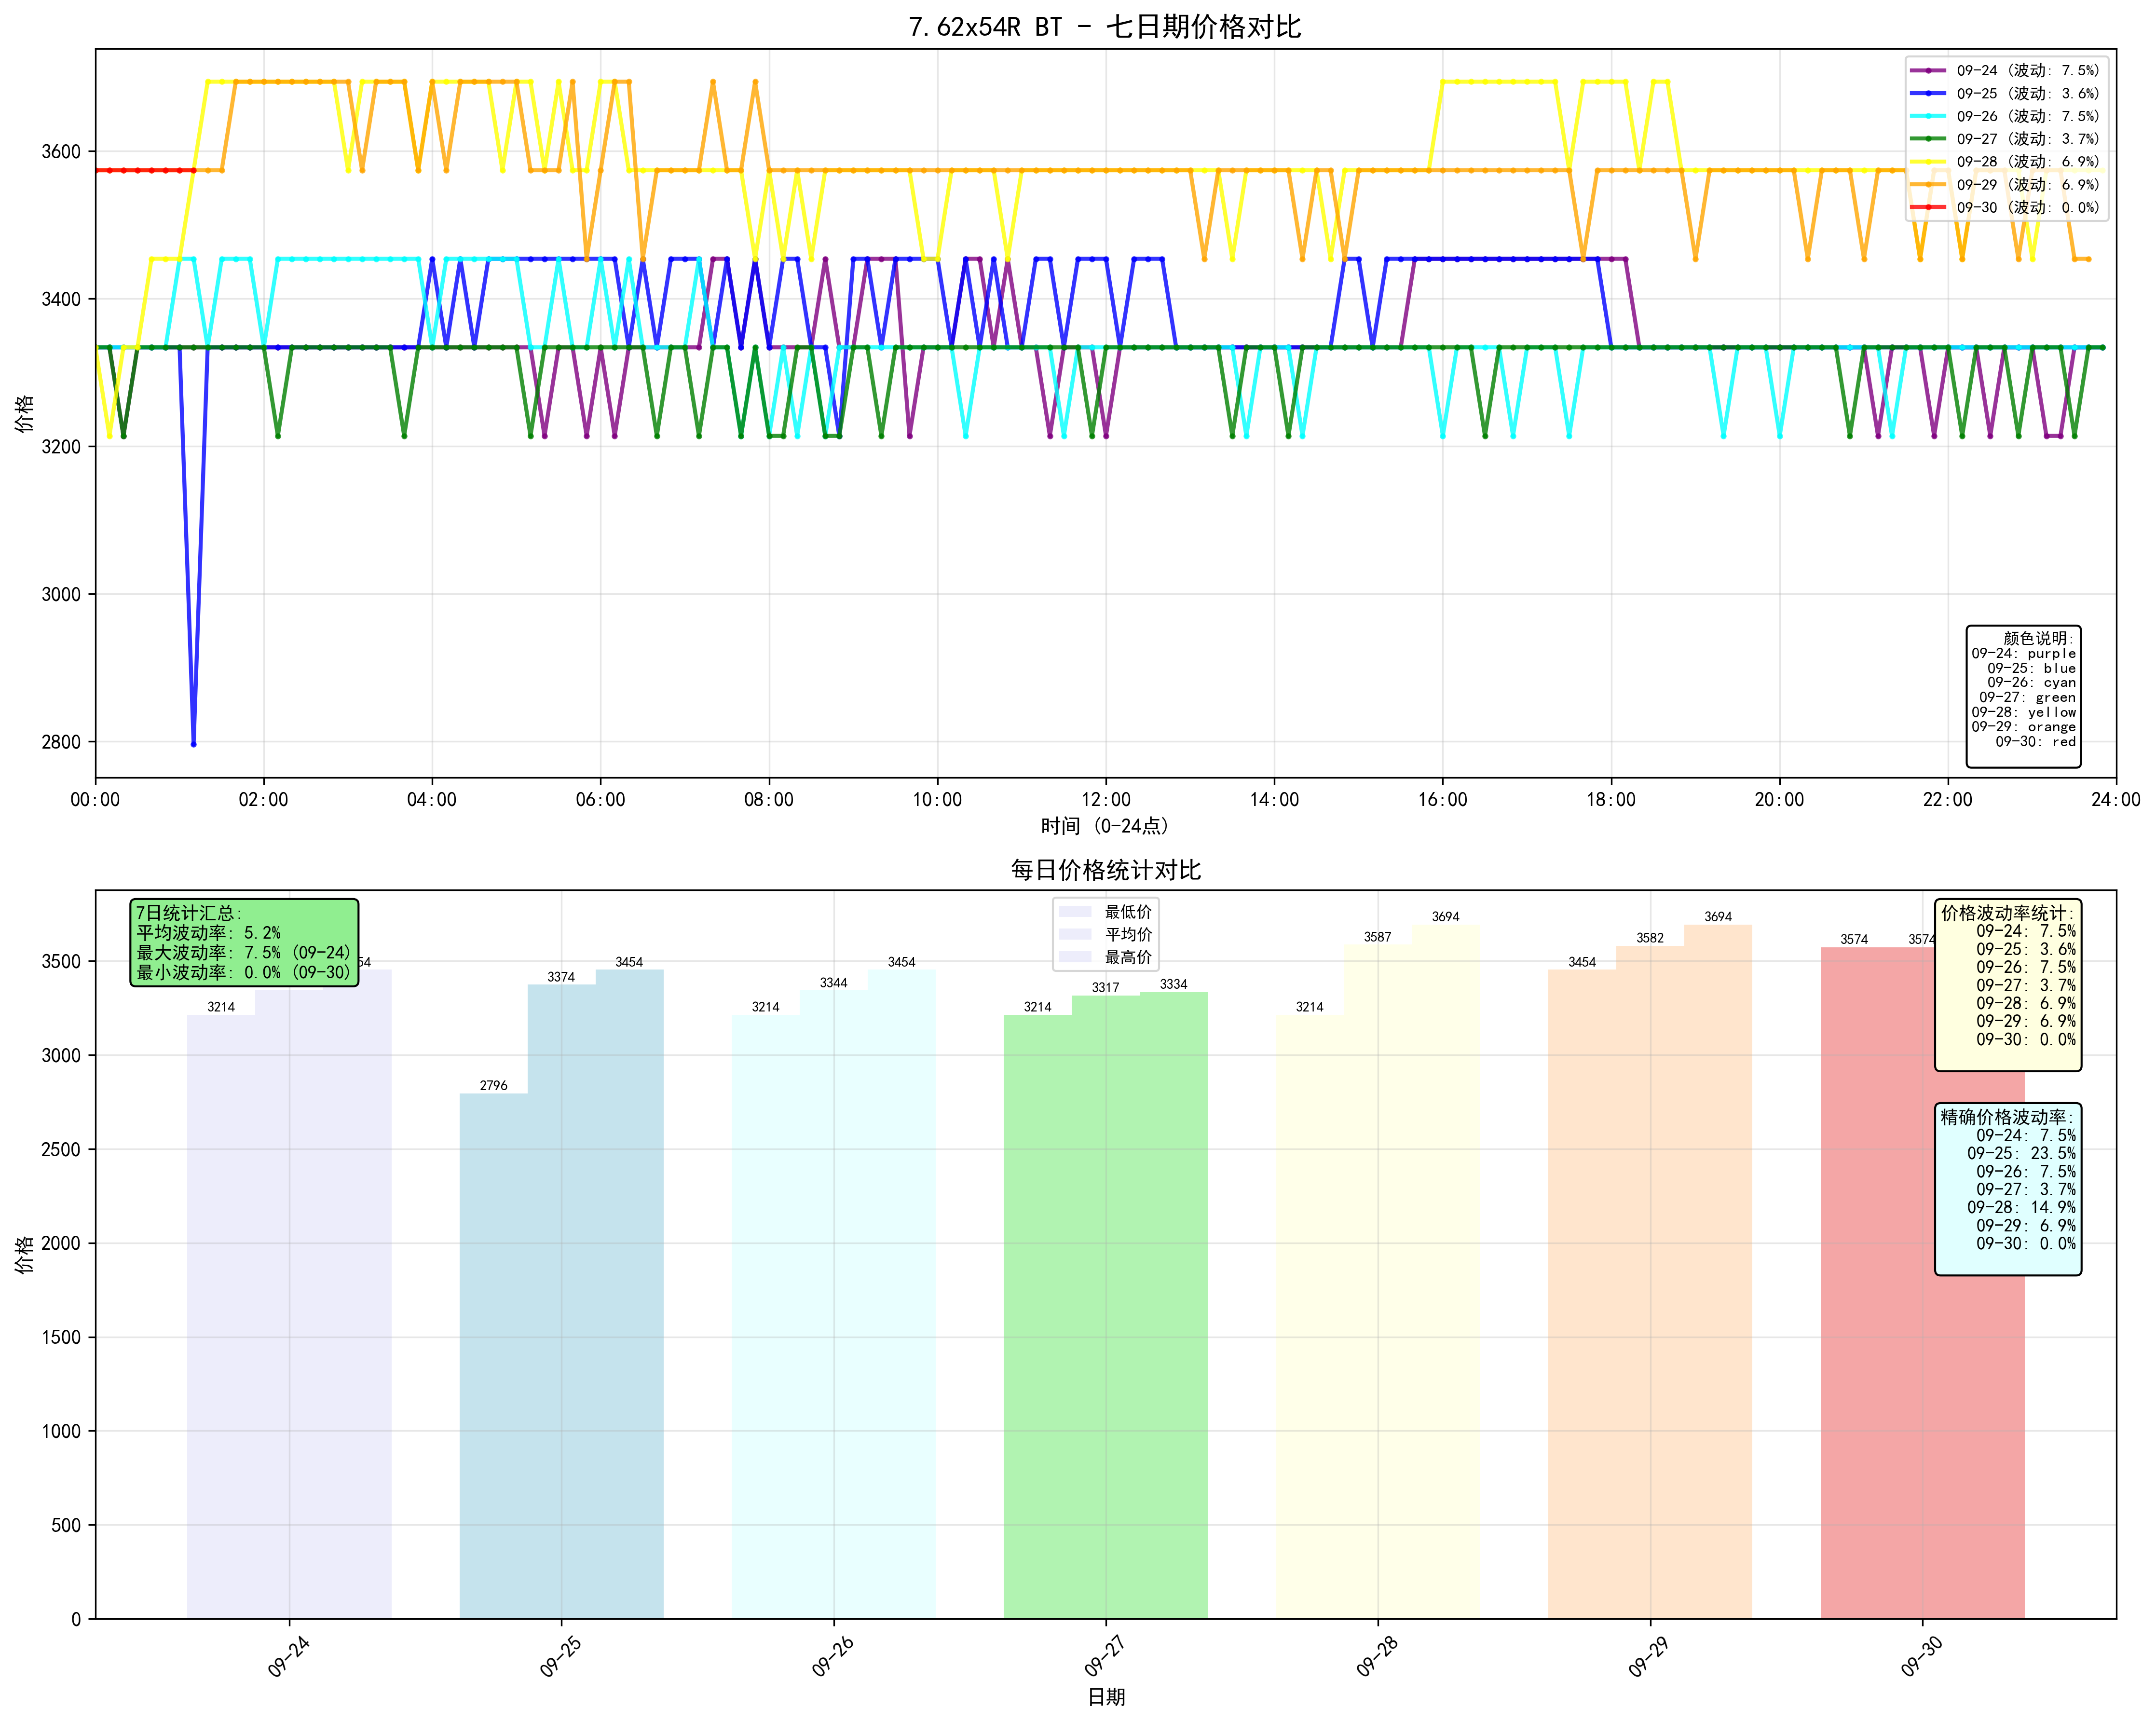 7.62x54R BT - 七日期价格对比
09-24 (波动: 7.5%)
09-25 (波动: 3.6%)
09-26 (波动: 7.5%)
09-27 (波动: 3.7%)
09-28 (波动: 6.9%)
09-29 (波动: 6.9%)
09-30 (波动: 0.0%)
价格
3600
3400
3200
3000
2800
颜色说明:
09-24: purple
09-25: blue
09-26: cyan
09-27: green
09-28: yellow
09-29: orange
09-30: red
00:00 02:00 04:00 06:00 08:00 10:00 12:00 14:00 16:00 18:00 20:00 22:00 24:00
时间 (0-24点)
每日价格统计对比
7日统计汇总:
平均波动率: 5.2%
最大波动率: 7.5% (09-24)
最小波动率: 0.0% (09-30)
最低价
平均价
最高价
价格波动率统计:
09-24: 7.5%
09-25: 3.6%
09-26: 7.5%
09-27: 3.7%
09-28: 6.9%
09-29: 6.9%
09-30: 0.0%
精确价格波动率:
09-24: 7.5%
09-25: 23.5%
09-26: 7.5%
09-27: 3.7%
09-28: 14.9%
09-29: 6.9%
09-30: 0.0%
3214 54
2796 3374 3454
3214 3344 3454
3214 3317 3334
3214 3587 3694
3454 3582 3694
3574 3574
价格
3500
3000
2500
2000
1500
1000
500
0
09-24 09-25 09-26 09-27 09-28 09-29 09-30
日期